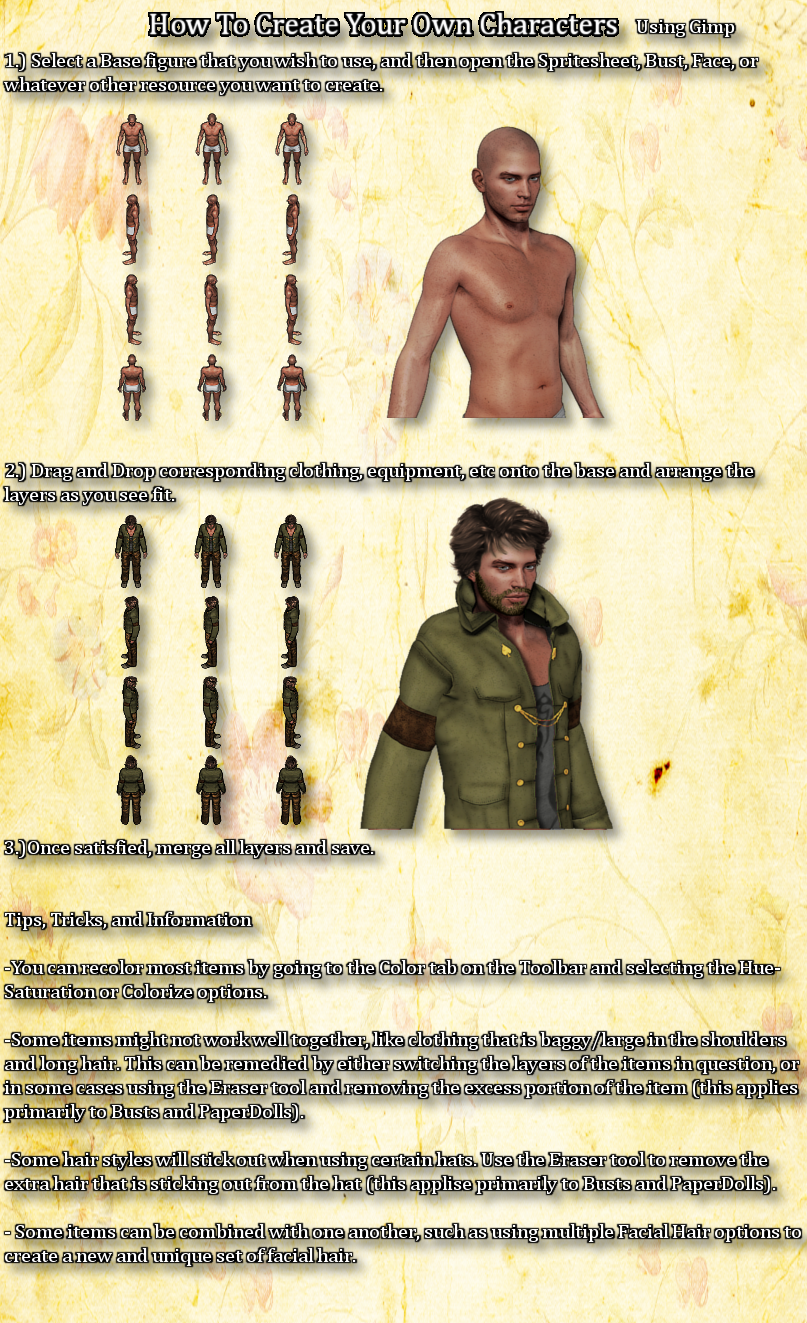 How To Create Your Own Characters Using Gimp
1.) Select a Base figure that you wish to use, and then open the Spritesheet, Bust, Face, or
whatever other resource you want to create.
2.) Drag and Drop corresponding clothing, equipment, etc onto the base and arrange the
layers as you see fit.
3.)Once satisfied, merge all layers and save.
Tips, Tricks, and Information
-You can recolor most items by going to the Color tab on the Toolbar and selecting the Hue-
Saturation or Colorize options.
-Some items might not work well together, like clothing that is baggy/large in the shoulders
and long hair. This can be remedied by either switching the layers of the items in question, or
in some cases using the Eraser tool and removing the excess portion of the item (this applies
primarily to Busts and PaperDolls).
-Some hair styles will stick out when using certain hats. Use the Eraser tool to remove the
extra hair that is sticking out from the hat (this applise primarily to Busts and PaperDolls).
- Some items can be combined with one another, such as using multiple Facial Hair options to
create a new and unique set of facial hair.